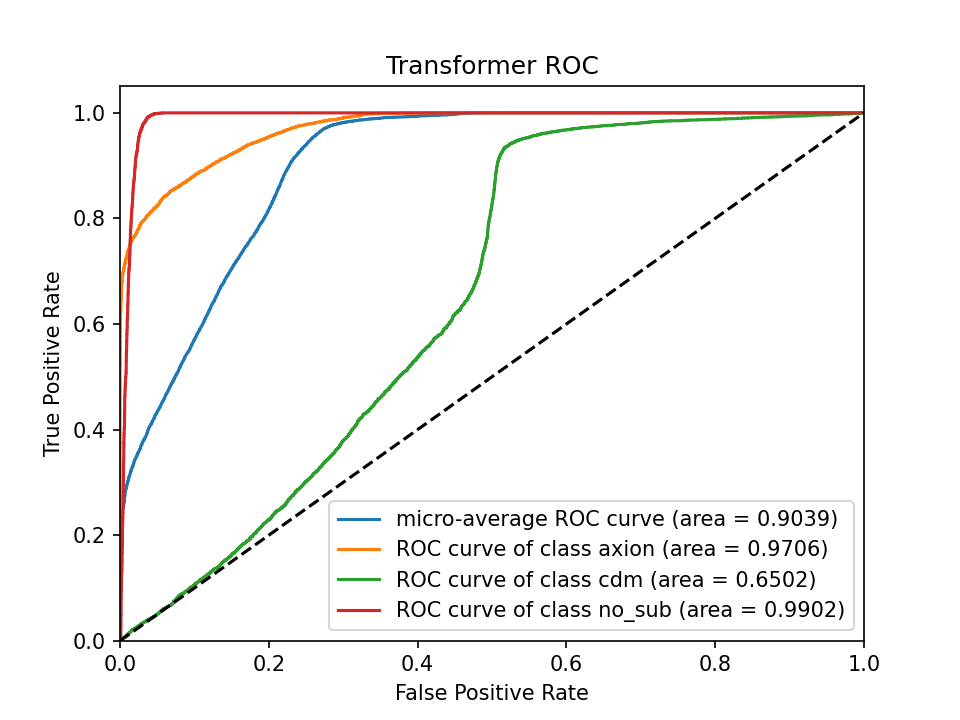 Transformer ROC
1.0
0.8
0.6
0.4
0.2
0.0
True Positive Rate
micro-average ROC curve (area = 0.9039)
ROC curve of class axion (area = 0.9706)
ROC curve of class cdm (area = 0.6502)
ROC curve of class no_sub (area = 0.9902)
0.0 0.2 0.4 0.6 0.8 1.0
False Positive Rate